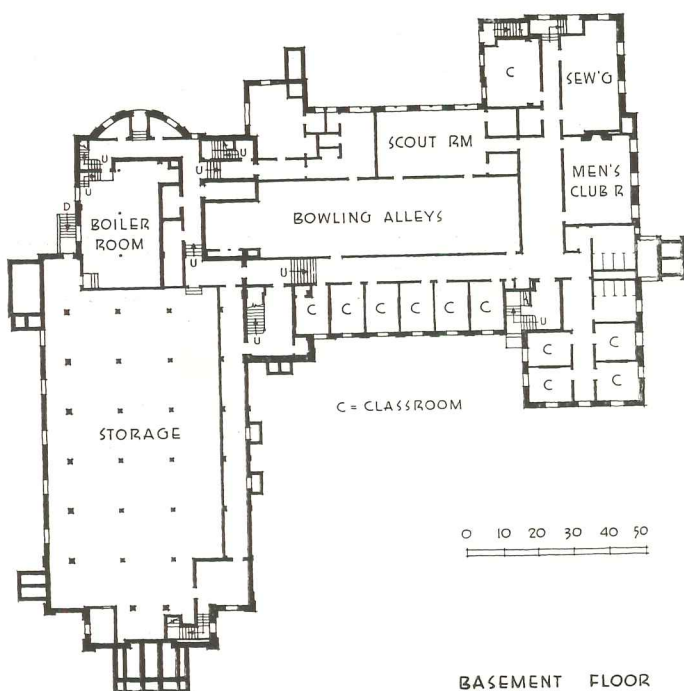 C
SEW'G
SCOUT RM
MEN'S
CLUB R
U
U
U
U
U
D
BOILER
ROOM
BOWLING ALLEYS
U
U
U
C
C
C
C
C
C
U
U
C
C
C
C
STORAGE
C = CLASSROOM
0 10 20 30 40 50
BASEMENT FLOOR